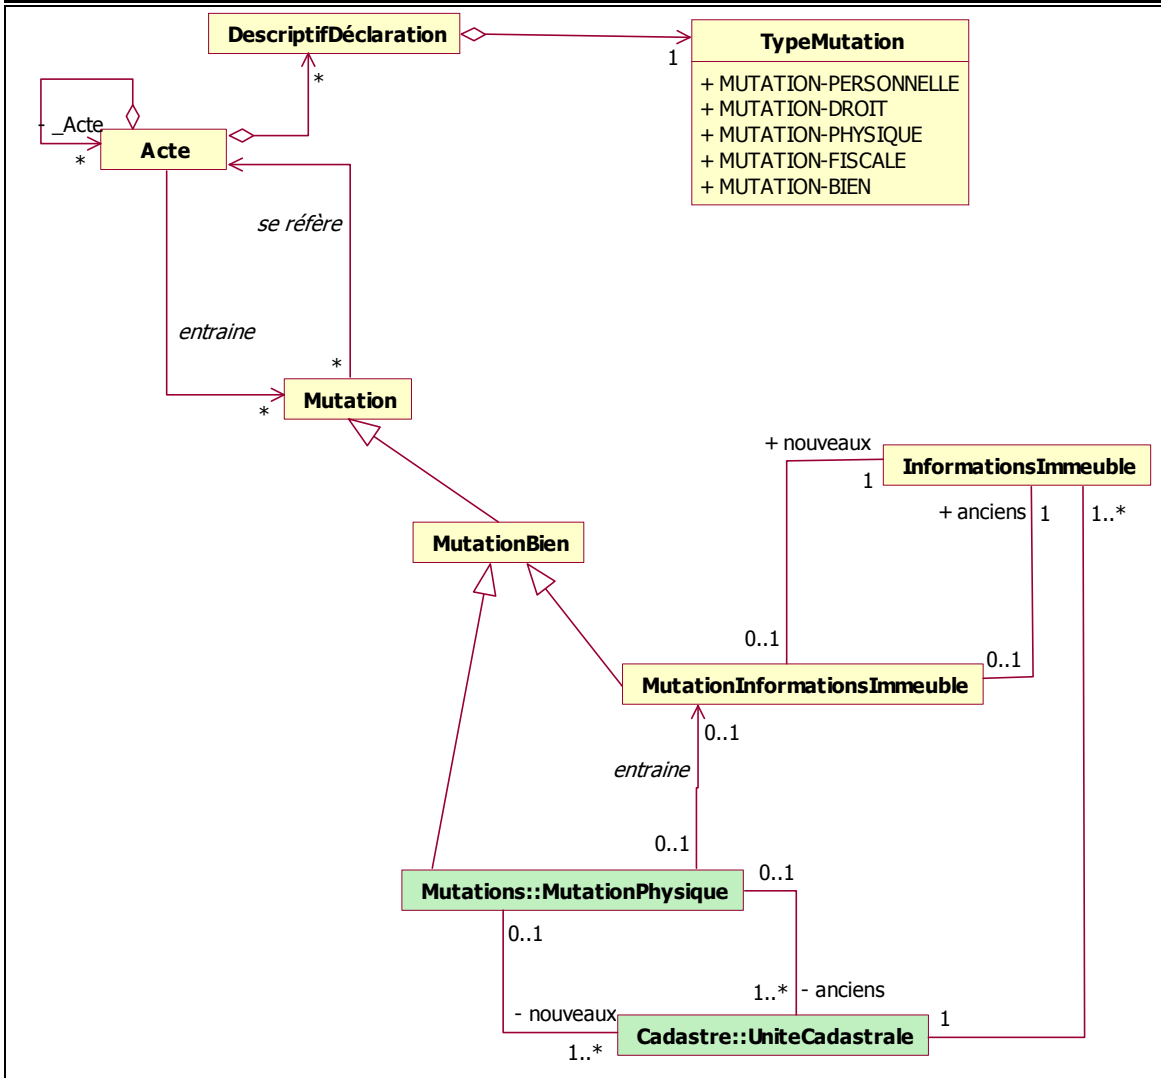 DescriptifDéclaration
TypeMutation
1
+ MUTATION-PERSONNELLE
+ MUTATION-DROIT
+ MUTATION-PHYSIQUE
+ MUTATION-FISCALE
+ MUTATION-BIEN
*
- _Acte
*
Acte
se réfère
entraine
*
*
Mutation
+ nouveaux
1
InformationsImmeuble
+ anciens
1
1..*
MutationBien
0..1
0..1
MutationInformationsImmeuble
0..1
entraine
0..1
0..1
Mutations::MutationPhysique
0..1
1..*
- anciens
- nouveaux
1..*
Cadastre::UniteCadastrale
1